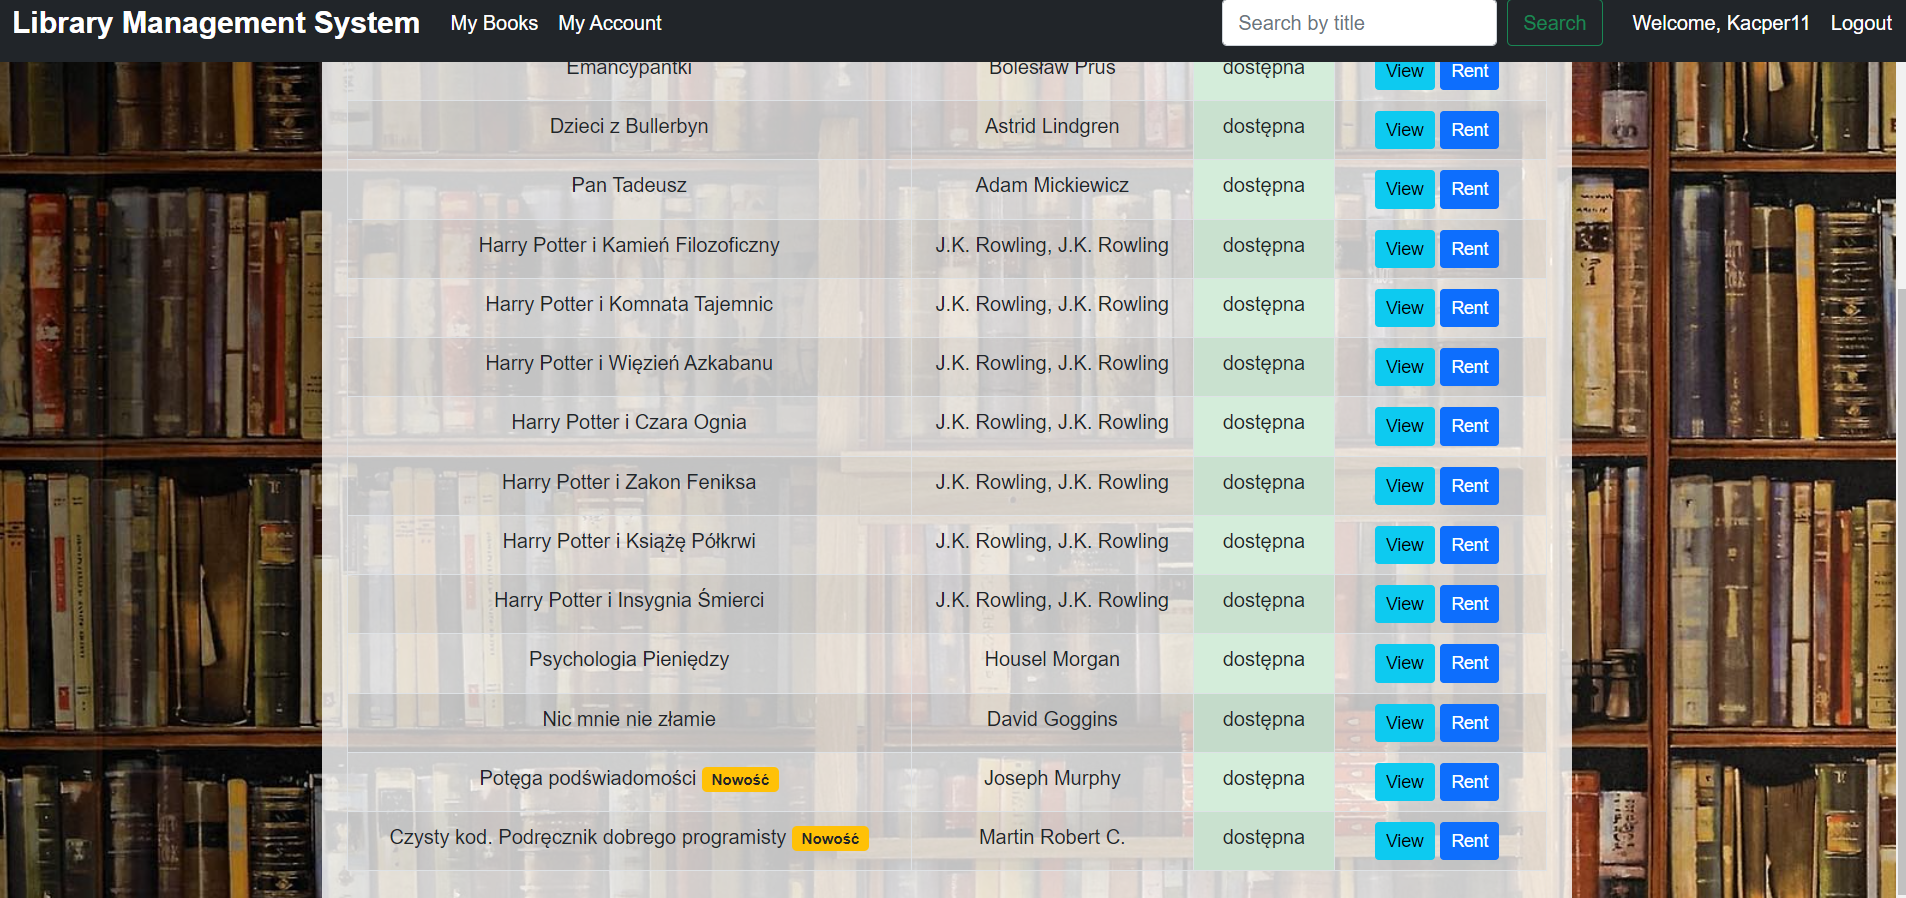 Library Management System My Books My Account Search by title Search Welcome, Kacper11 Logout
Emancypantki Bolesław Prus dostępna View Rent
Dzieci z Bullerbyn Astrid Lindgren dostępna View Rent
Pan Tadeusz Adam Mickiewicz dostępna View Rent
Harry Potter i Kamień Filozoficzny J.K. Rowling, J.K. Rowling dostępna View Rent
Harry Potter i Komnata Tajemnic J.K. Rowling, J.K. Rowling dostępna View Rent
Harry Potter i Więzień Azkabanu J.K. Rowling, J.K. Rowling dostępna View Rent
Harry Potter i Czara Ognia J.K. Rowling, J.K. Rowling dostępna View Rent
Harry Potter i Zakon Feniksa J.K. Rowling, J.K. Rowling dostępna View Rent
Harry Potter i Książę Półkrwi J.K. Rowling, J.K. Rowling dostępna View Rent
Harry Potter i Insygnia Śmierci J.K. Rowling, J.K. Rowling dostępna View Rent
Psychologia Pieniędzy Housel Morgan dostępna View Rent
Nic mnie nie złamie David Goggins dostępna View Rent
Potęga podświadomości Nowość Joseph Murphy dostępna View Rent
Czysty kod. Podręcznik dobrego programisty Nowość Martin Robert C. dostępna View Rent